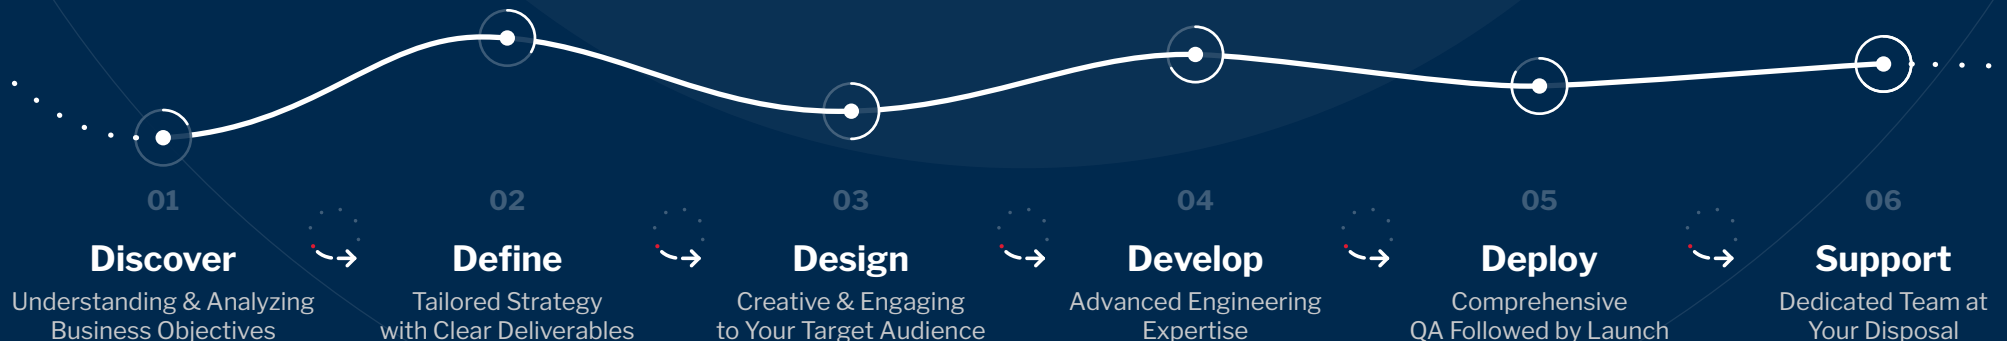 01
Discover
Understanding & Analyzing
Business Objectives
02
Define
Tailored Strategy
with Clear Deliverables
03
Design
Creative & Engaging
to Your Target Audience
04
Develop
Advanced Engineering
Expertise
05
Deploy
Comprehensive
QA Followed by Launch
06
Support
Dedicated Team at
Your Disposal